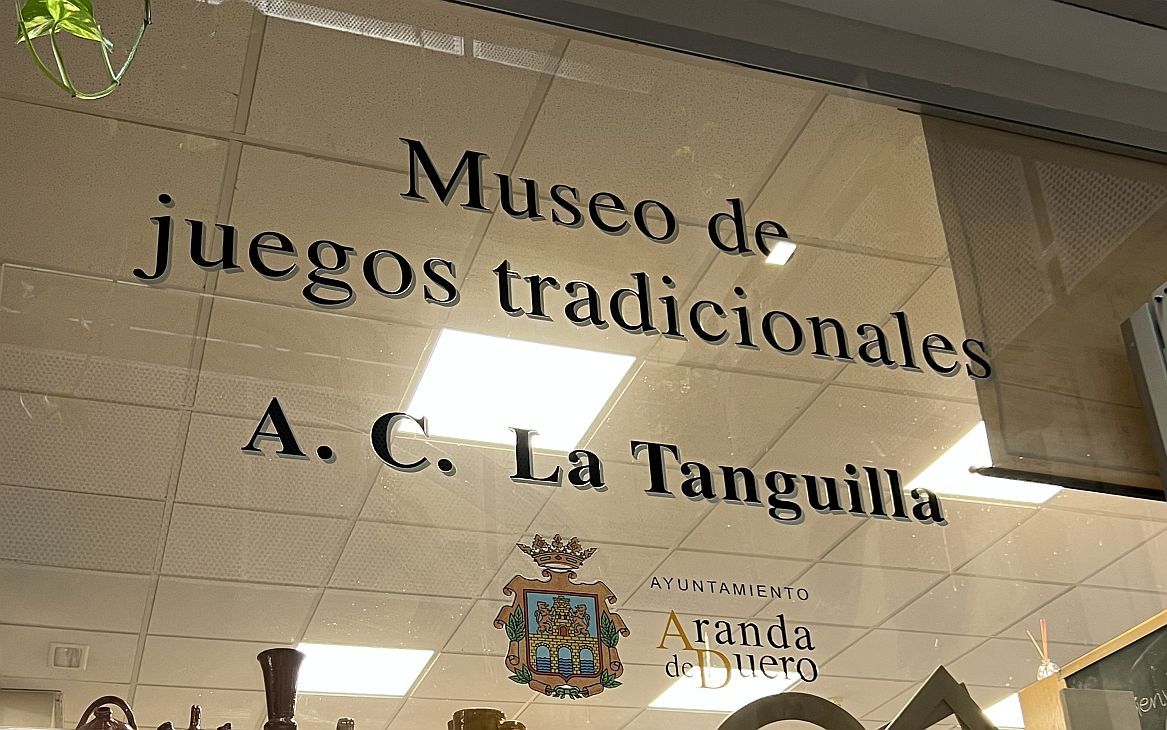 Museo de
juegos tradicionales
A. C. La Tanguilla
AYUNTAMIENTO
Aranda
de Duero